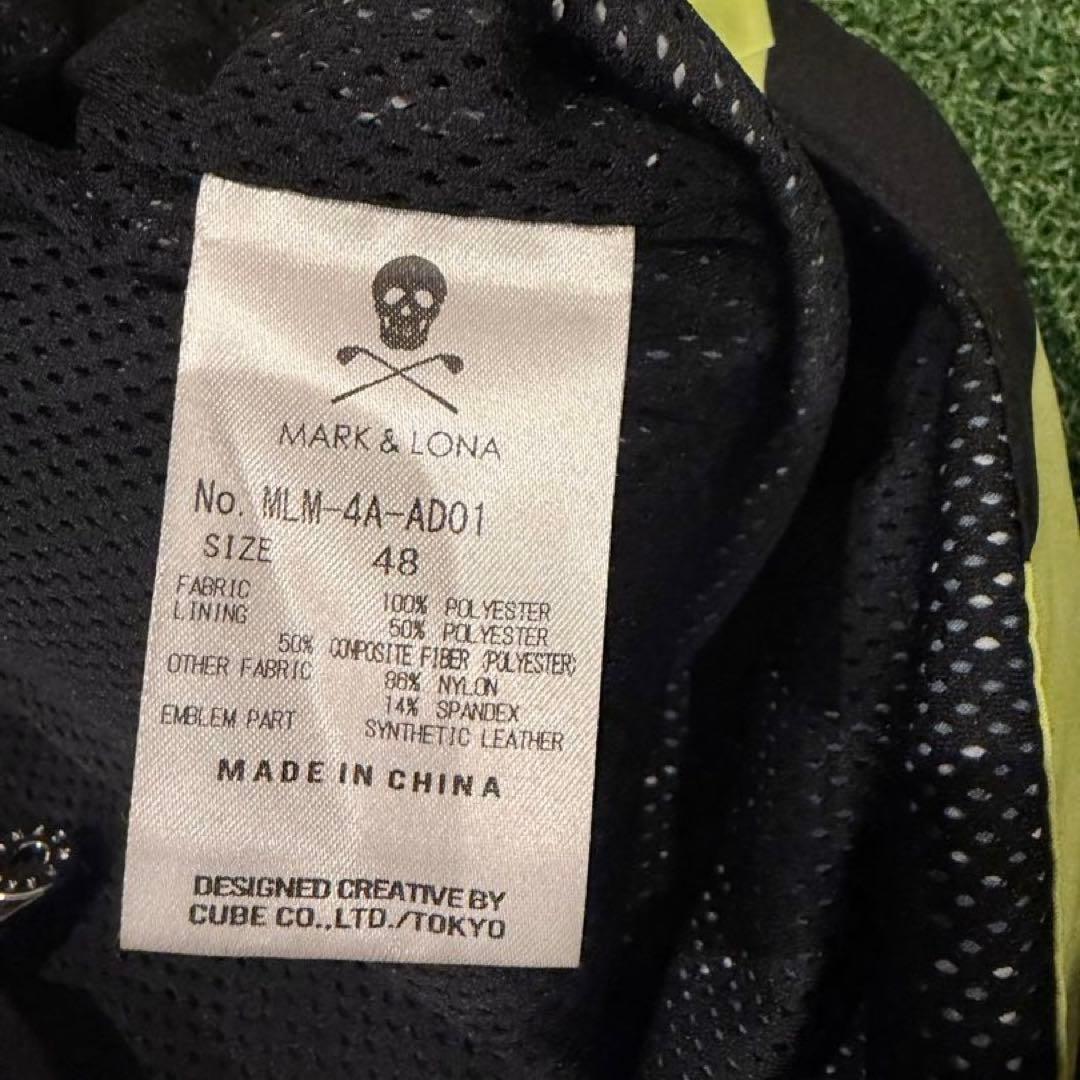 MARK & LONA
No. MLM-4A-AD01
SIZE 48
FABRIC 100% POLYESTER
LINING 50% POLYESTER
50% COMPOSITE FIBER (POLYESTER)
OTHER FABRIC 86% NYLON
14% SPANDEX
EMBLEM PART SYNTHETIC LEATHER
MADE IN CHINA
DESIGNED CREATIVE BY
CUBE CO.,LTD./TOKYO